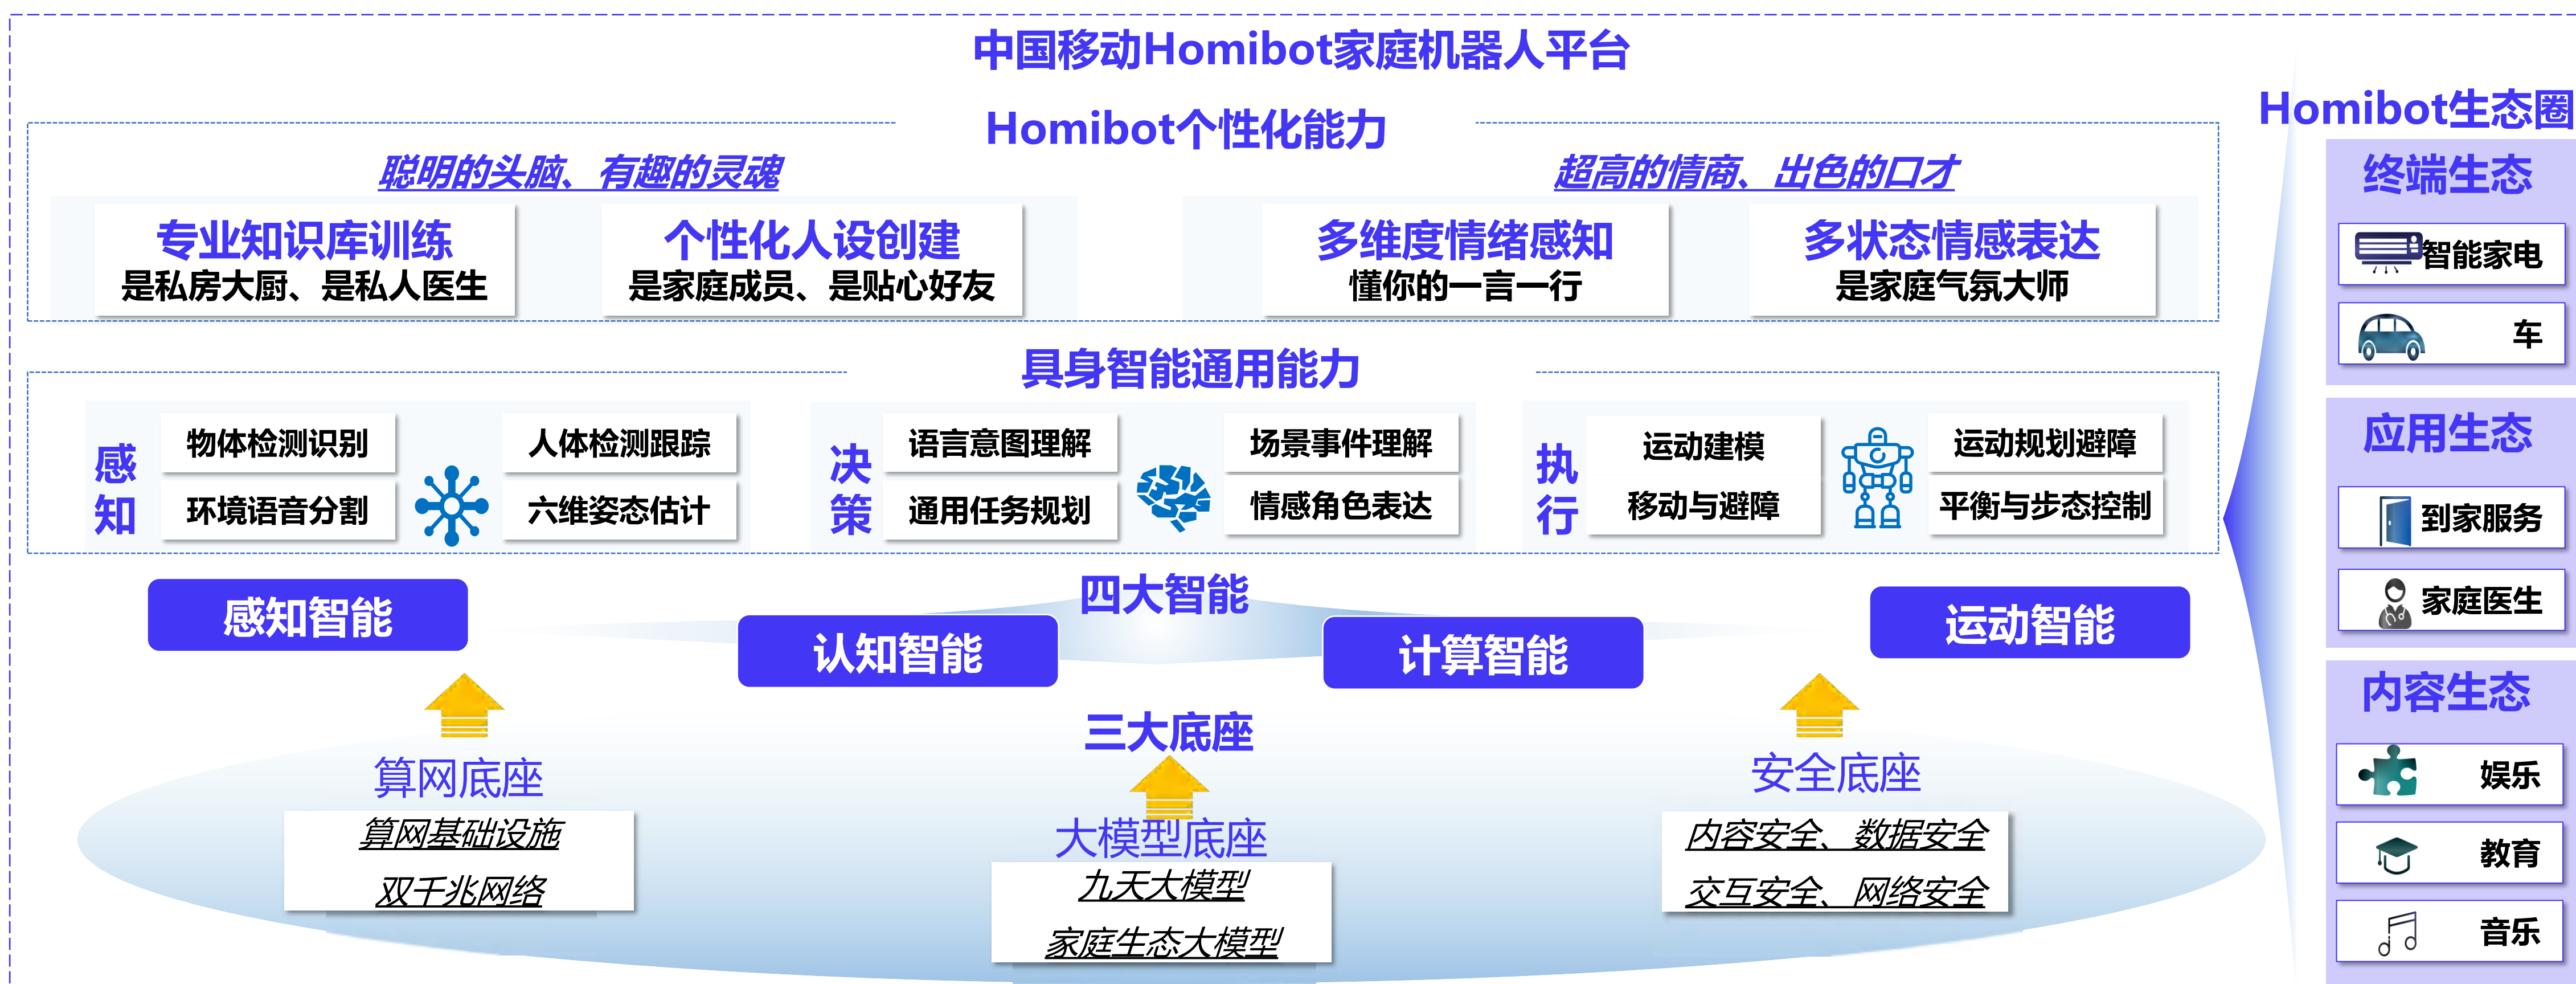 中国移动Homibot家庭机器人平台
Homibot个性化能力
聪明的头脑、有趣的灵魂
超高的情商、出色的口才
专业知识库训练
是私房大厨、是私人医生
个性化人设创建
是家庭成员、是贴心好友
多维度情绪感知
懂你的一言一行
多状态情感表达
是家庭气氛大师
具身智能通用能力
感知
物体检测识别
人体检测跟踪
环境语音分割
六维姿态估计
决策
语言意图理解
场景事件理解
通用任务规划
情感角色表达
执行
运动建模
运动规划避障
移动与避障
平衡与步态控制
四大智能
感知智能
认知智能
计算智能
运动智能
三大底座
算网底座
算网基础设施
双千兆网络
大模型底座
九天大模型
家庭生态大模型
安全底座
内容安全、数据安全
交互安全、网络安全
Homibot生态圈
终端生态
智能家电
车
应用生态
到家服务
家庭医生
内容生态
娱乐
教育
音乐